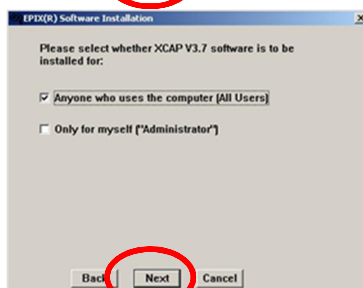 EPIX(R) Software Installation
Please select whether XCAP V3.7 software is to be
installed for:
Anyone who uses the computer (All Users)
Only for myself ("Administrator")
Back Next Cancel